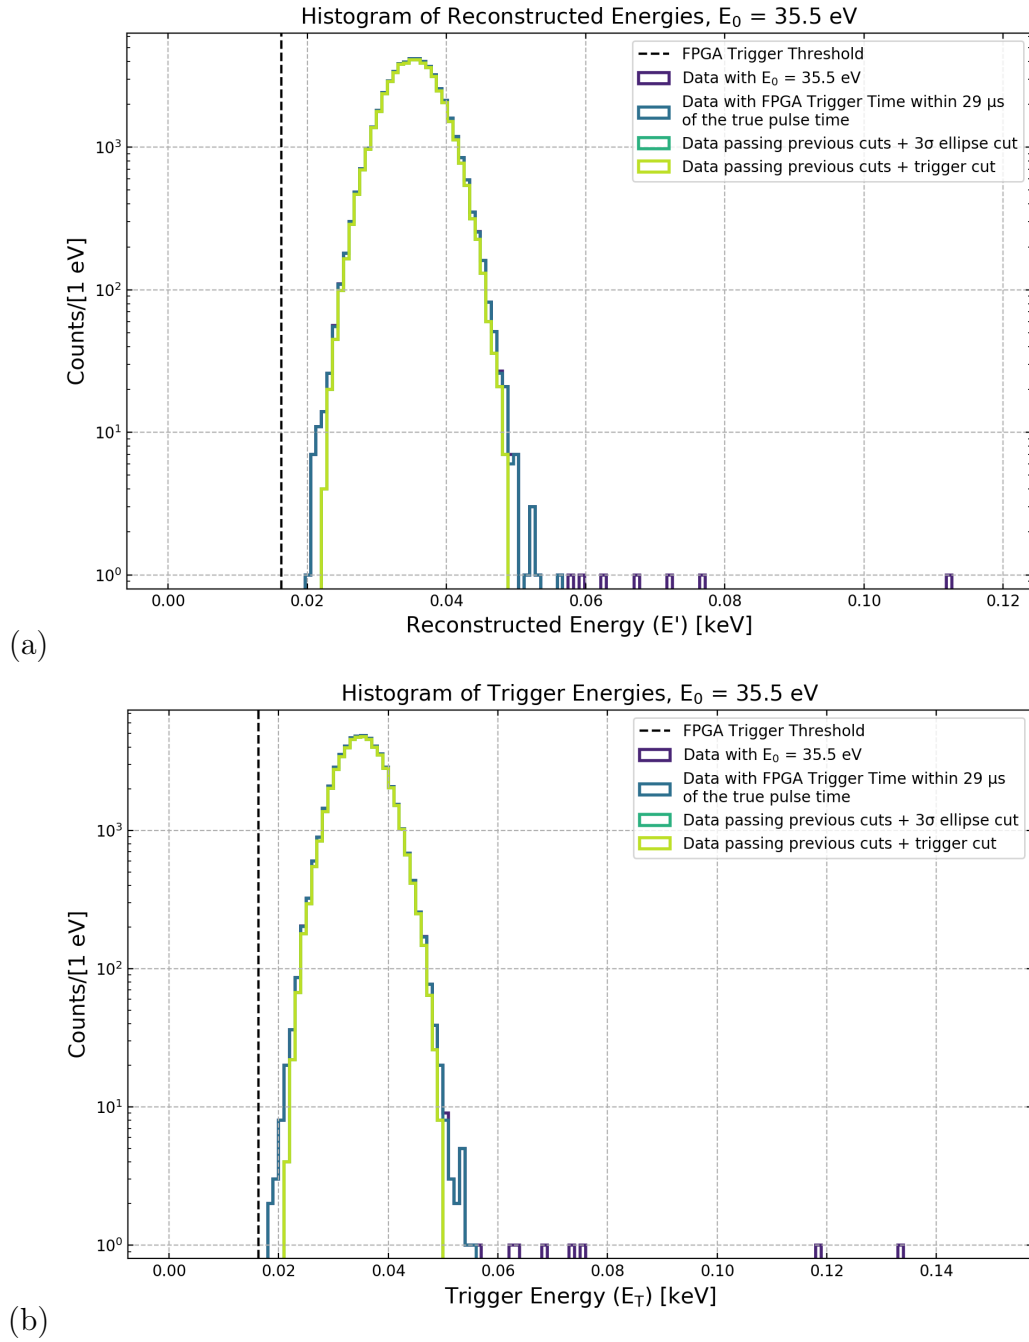 Histogram of Reconstructed Energies, E₀ = 35.5 eV
FPGA Trigger Threshold
Data with E₀ = 35.5 eV
Data with FPGA Trigger Time within 29 μs
of the true pulse time
Data passing previous cuts + 3σ ellipse cut
Data passing previous cuts + trigger cut
Counts/[1 eV]
10³
10²
10¹
10⁰
0.00 0.02 0.04 0.06 0.08 0.10 0.12
Reconstructed Energy (E') [keV]
(a)
Histogram of Trigger Energies, E₀ = 35.5 eV
FPGA Trigger Threshold
Data with E₀ = 35.5 eV
Data with FPGA Trigger Time within 29 μs
of the true pulse time
Data passing previous cuts + 3σ ellipse cut
Data passing previous cuts + trigger cut
Counts/[1 eV]
10³
10²
10¹
10⁰
0.00 0.02 0.04 0.06 0.08 0.10 0.12 0.14
Trigger Energy (E_T) [keV]
(b)